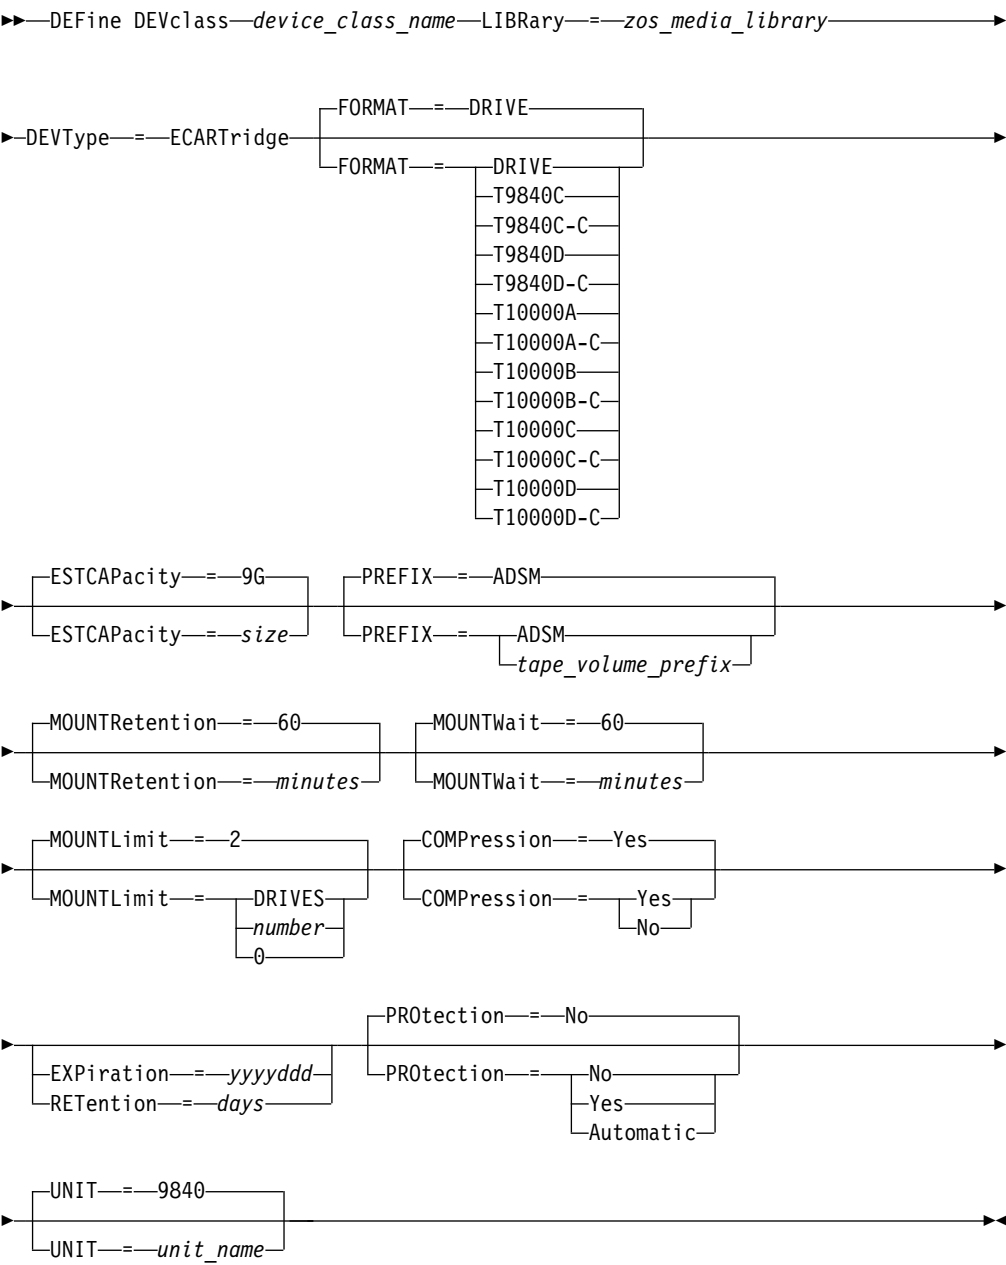 DEFine DEVclass device_class_name LIBRary = zos_media_library
FORMAT = DRIVE
DEVType = ECARTridge
FORMAT = DRIVE
T9840C
T9840C-C
T9840D
T9840D-C
T10000A
T10000A-C
T10000B
T10000B-C
T10000C
T10000C-C
T10000D
T10000D-C
ESTCAPacity = 9G PREFIX = ADSM
ESTCAPacity = size PREFIX = ADSM
tape_volume_prefix
MOUNTRetention = 60 MOUNTWait = 60
MOUNTRetention = minutes MOUNTWait = minutes
MOUNTLimit = 2 COMPression = Yes
MOUNTLimit = DRIVES COMPression = Yes
number No
0
PROtection = No
EXPiration = yyyyddd PROtection = No
RETention = days Yes
Automatic
UNIT = 9840
UNIT = unit_name